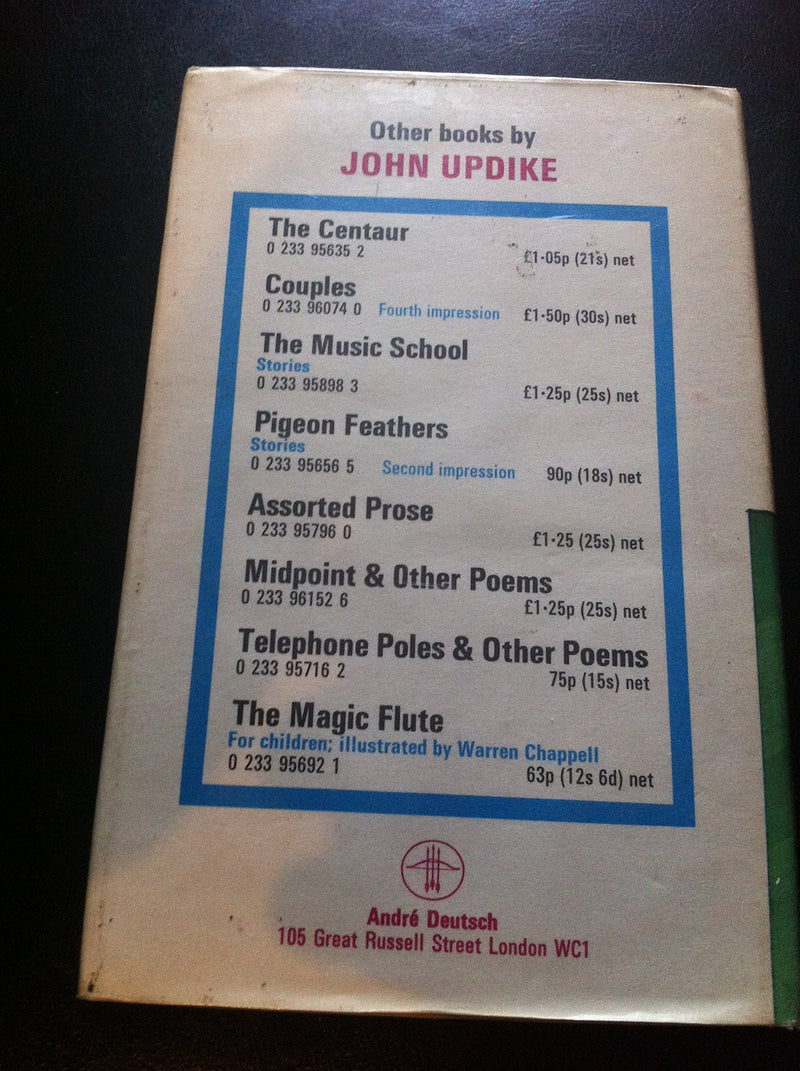 Other books by
JOHN UPDIKE
The Centaur
0 233 95635 2
£1·05p (21s) net
Couples
0 233 96074 0 Fourth impression £1·50p (30s) net
The Music School
Stories
0 233 95898 3
£1·25p (25s) net
Pigeon Feathers
Stories
0 233 95656 5 Second impression 90p (18s) net
Assorted Prose
0 233 95796 0
£1·25 (25s) net
Midpoint & Other Poems
0 233 96152 6
£1·25p (25s) net
Telephone Poles & Other Poems
0 233 95716 2
75p (15s) net
The Magic Flute
For children; illustrated by Warren Chappell
0 233 95692 1
63p (12s 6d) net
André Deutsch
105 Great Russell Street London WC1